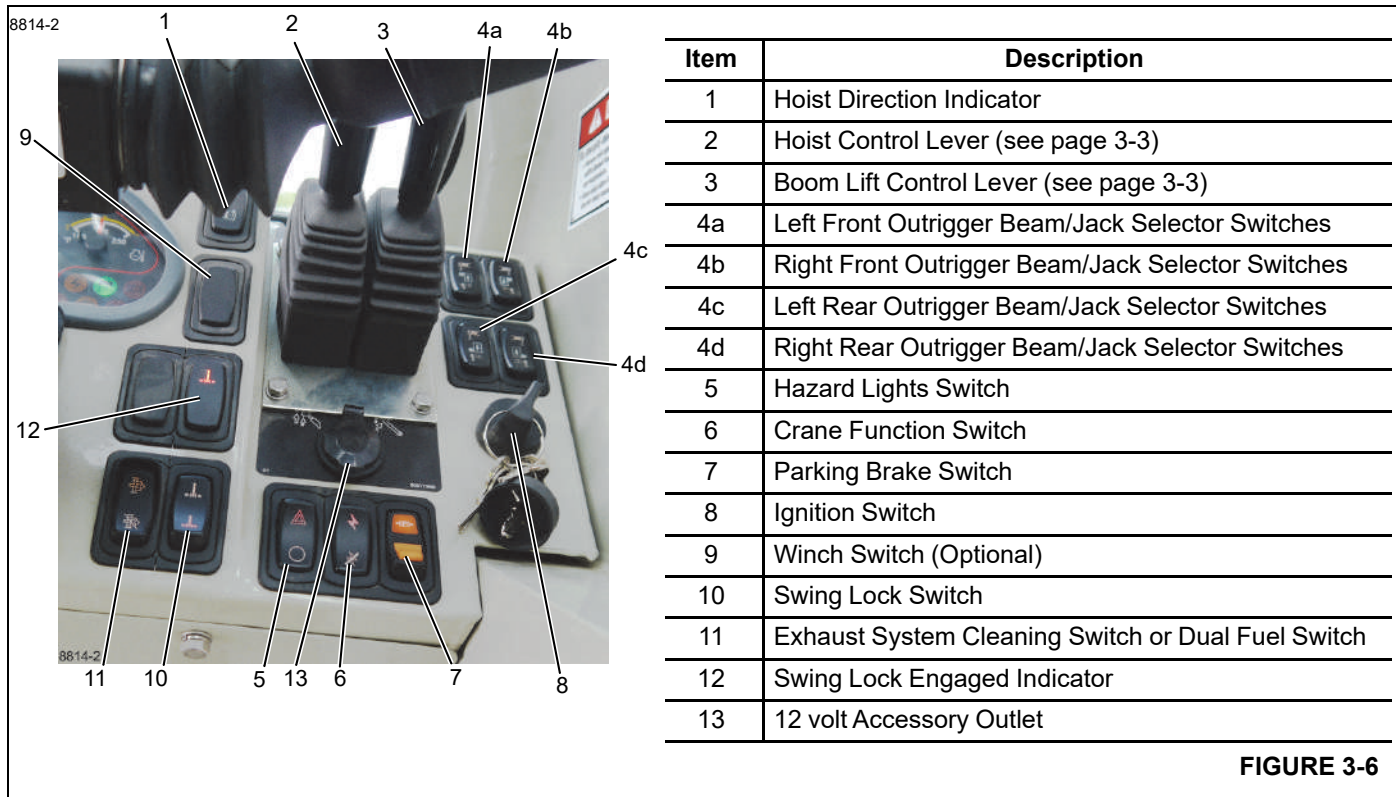 8814-2
1
2
3
4a
4b
9
4c
4d
12
11
10
5
13
6
7
8
8814-2
Item Description
1 Hoist Direction Indicator
2 Hoist Control Lever (see page 3-3)
3 Boom Lift Control Lever (see page 3-3)
4a Left Front Outrigger Beam/Jack Selector Switches
4b Right Front Outrigger Beam/Jack Selector Switches
4c Left Rear Outrigger Beam/Jack Selector Switches
4d Right Rear Outrigger Beam/Jack Selector Switches
5 Hazard Lights Switch
6 Crane Function Switch
7 Parking Brake Switch
8 Ignition Switch
9 Winch Switch (Optional)
10 Swing Lock Switch
11 Exhaust System Cleaning Switch or Dual Fuel Switch
12 Swing Lock Engaged Indicator
13 12 volt Accessory Outlet
FIGURE 3-6